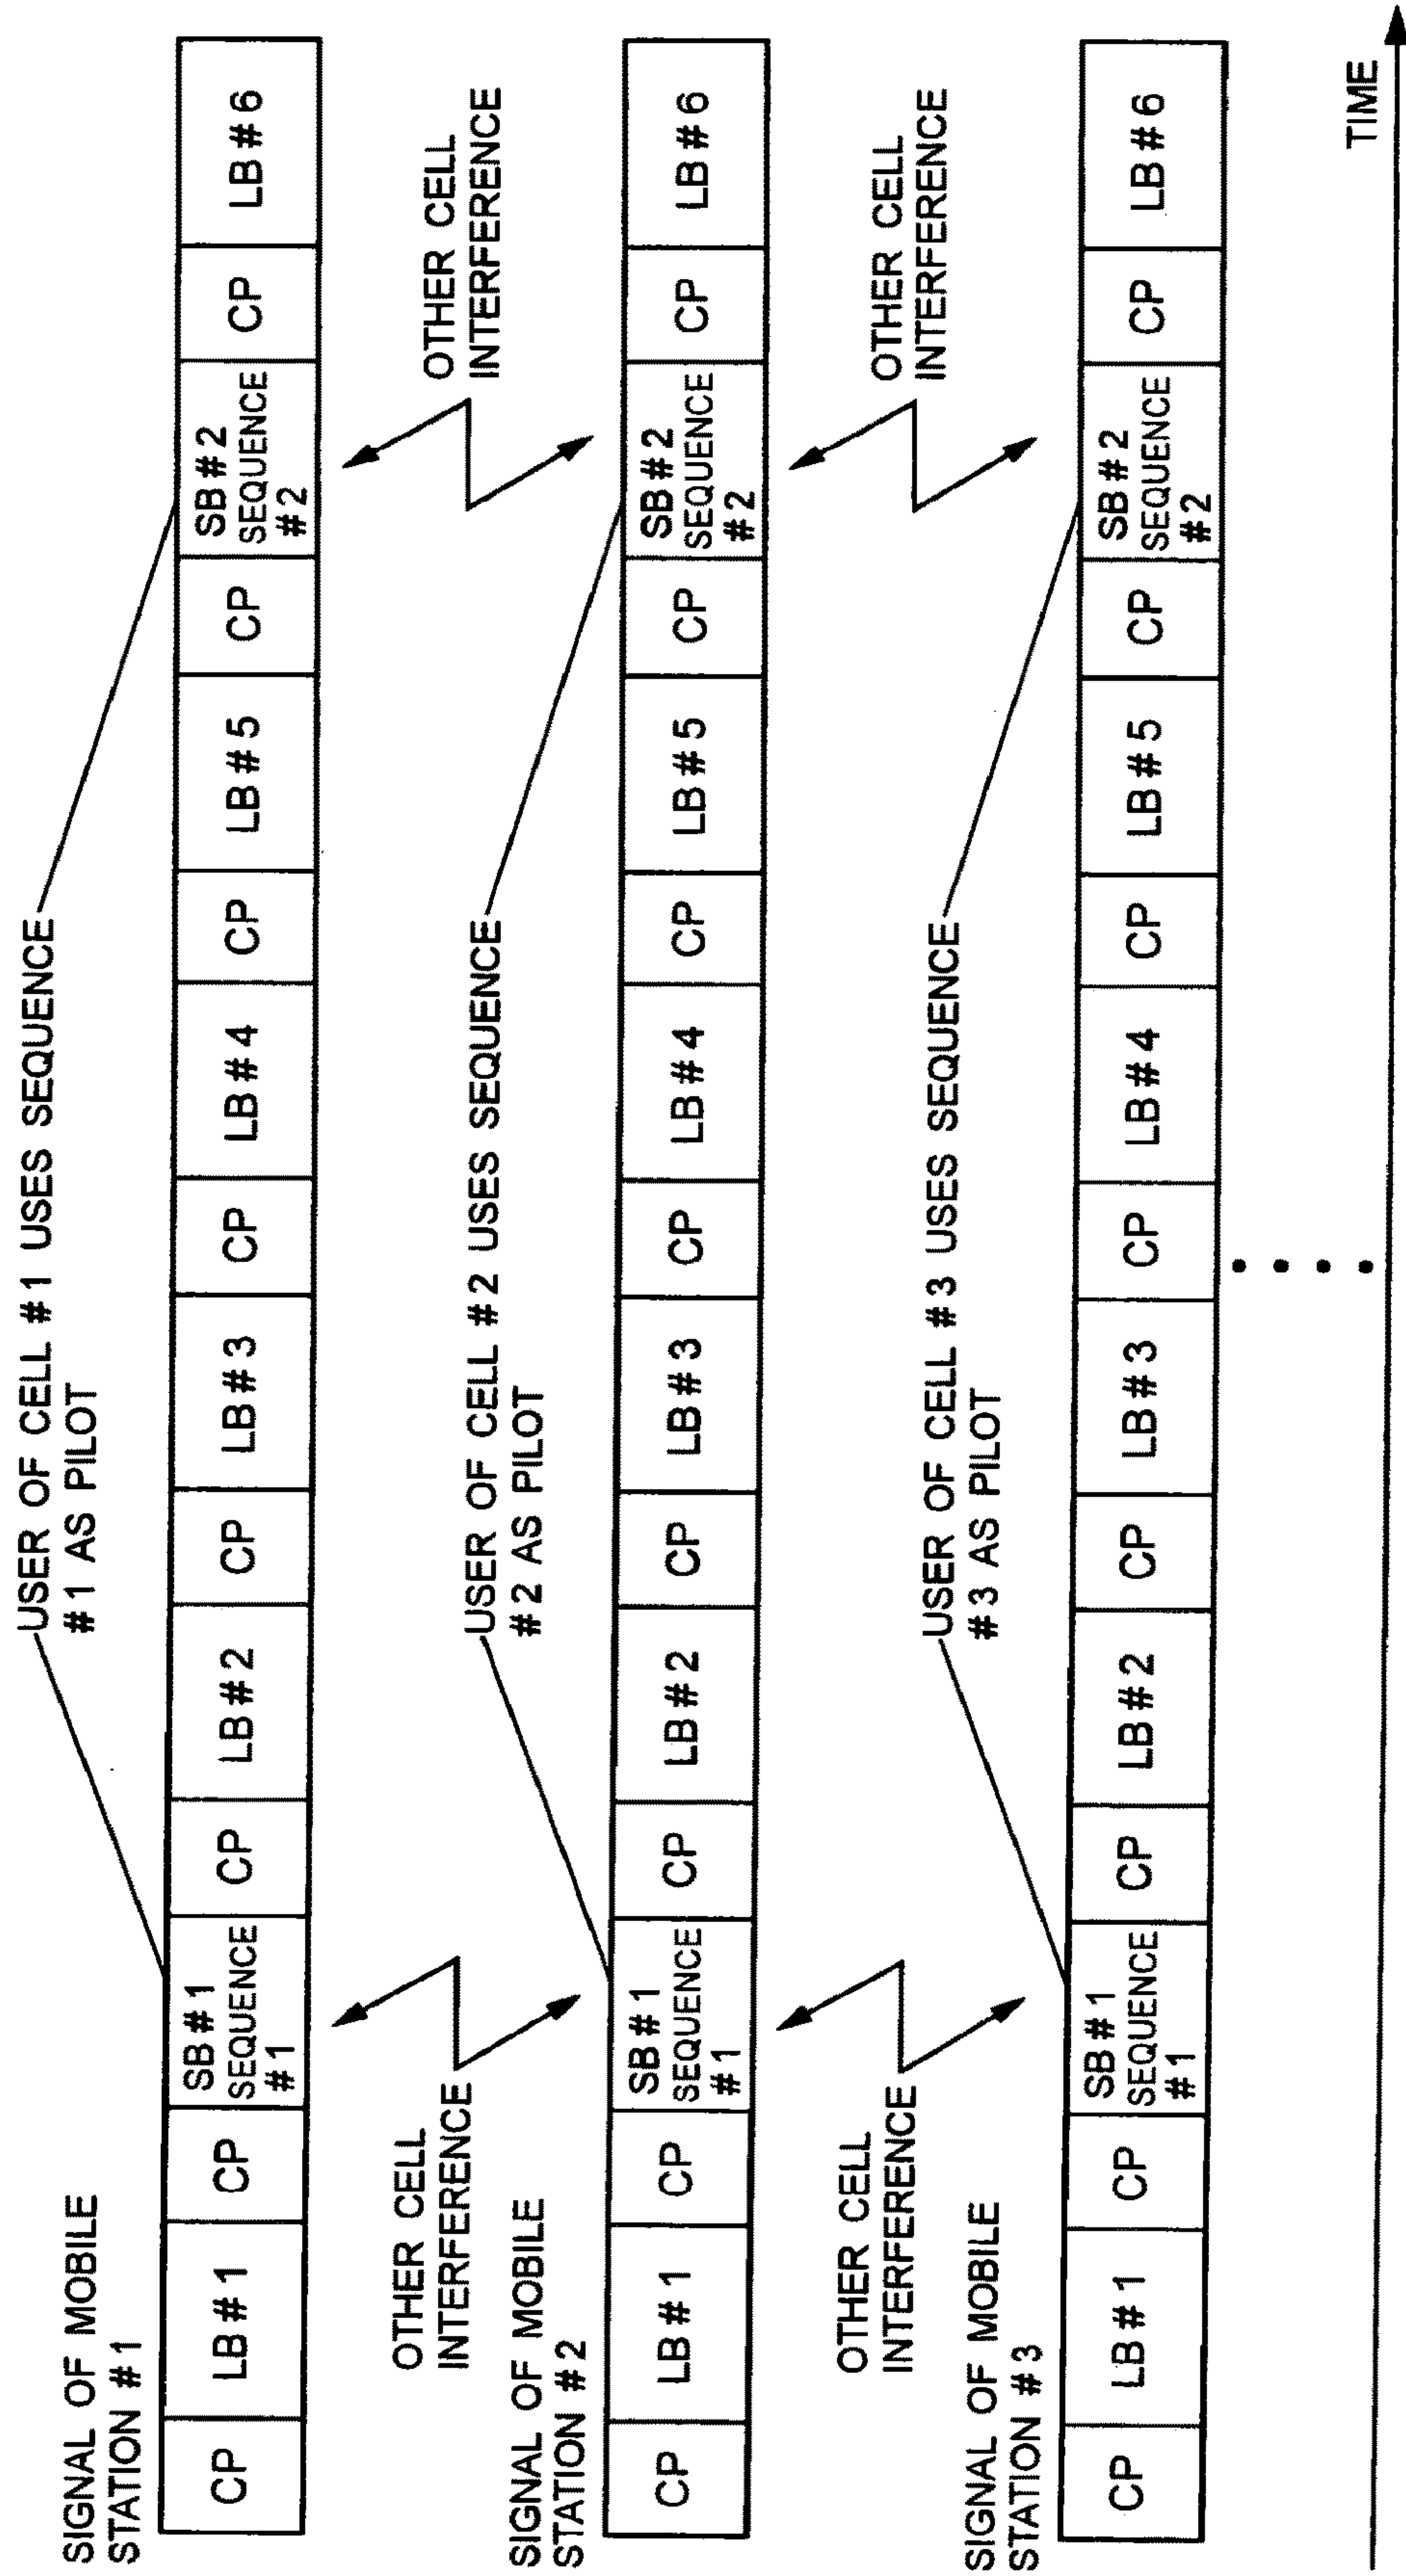 USER OF CELL #1 USES SEQUENCE
#1 AS PILOT
SIGNAL OF MOBILE
STATION #1
CP LB#1 CP SB#1 SEQUENCE #1 CP LB#2 CP LB#3 CP LB#4 CP LB#5 CP SB#2 SEQUENCE #2 CP LB#6
OTHER CELL
INTERFERENCE
OTHER CELL
INTERFERENCE
USER OF CELL #2 USES SEQUENCE
#2 AS PILOT
SIGNAL OF MOBILE
STATION #2
CP LB#1 CP SB#1 SEQUENCE #1 CP LB#2 CP LB#3 CP LB#4 CP LB#5 CP SB#2 SEQUENCE #2 CP LB#6
OTHER CELL
INTERFERENCE
OTHER CELL
INTERFERENCE
USER OF CELL #3 USES SEQUENCE
#3 AS PILOT
SIGNAL OF MOBILE
STATION #3
CP LB#1 CP SB#1 SEQUENCE #1 CP LB#2 CP LB#3 CP LB#4 CP LB#5 CP SB#2 SEQUENCE #2 CP LB#6
TIME